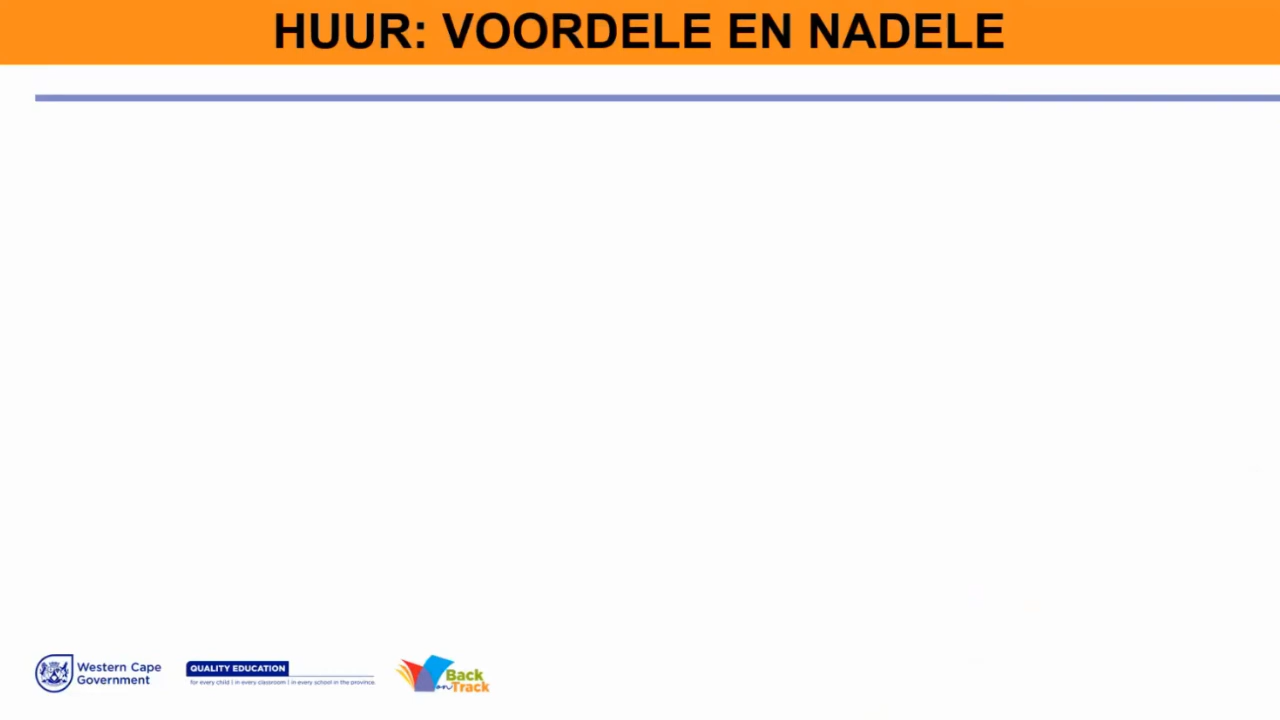 HUUR: VOORDELE EN NADELE
Western Cape
Government
QUALITY EDUCATION
for every child | in every classroom | in every school in the province.
Back
on Track